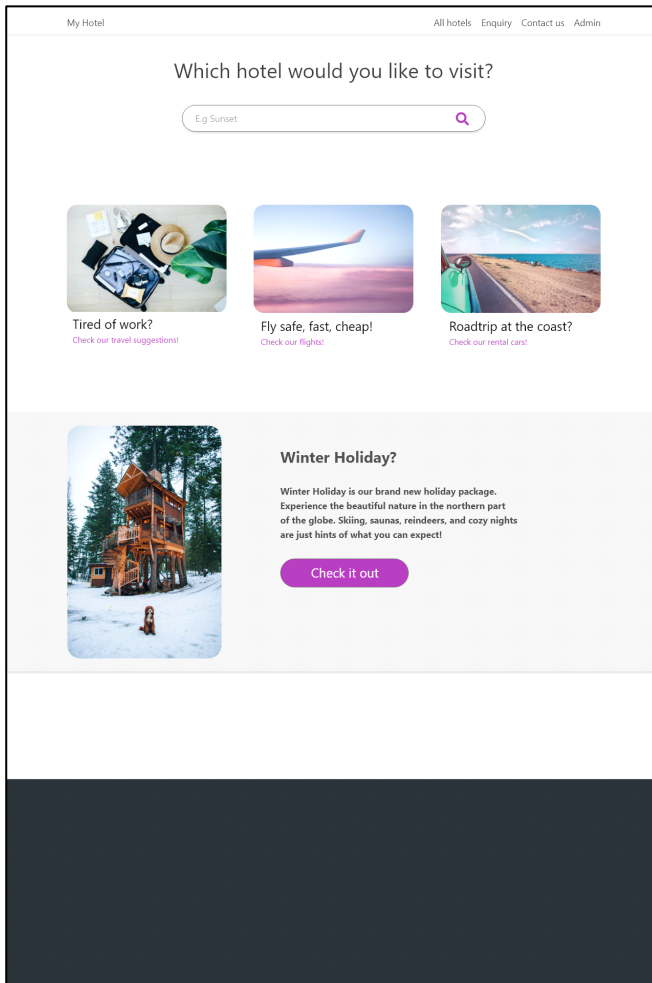 My Hotel
All hotels Enquiry Contact us Admin
Which hotel would you like to visit?
E.g Sunset
Tired of work?
Check our travel suggestions!
Fly safe, fast, cheap!
Check our flights!
Roadtrip at the coast?
Check our rental cars!
Winter Holiday?
Winter Holiday is our brand new holiday package.
Experience the beautiful nature in the northern part
of the globe. Skiing, saunas, reindeers, and cozy nights
are just hints of what you can expect!
Check it out